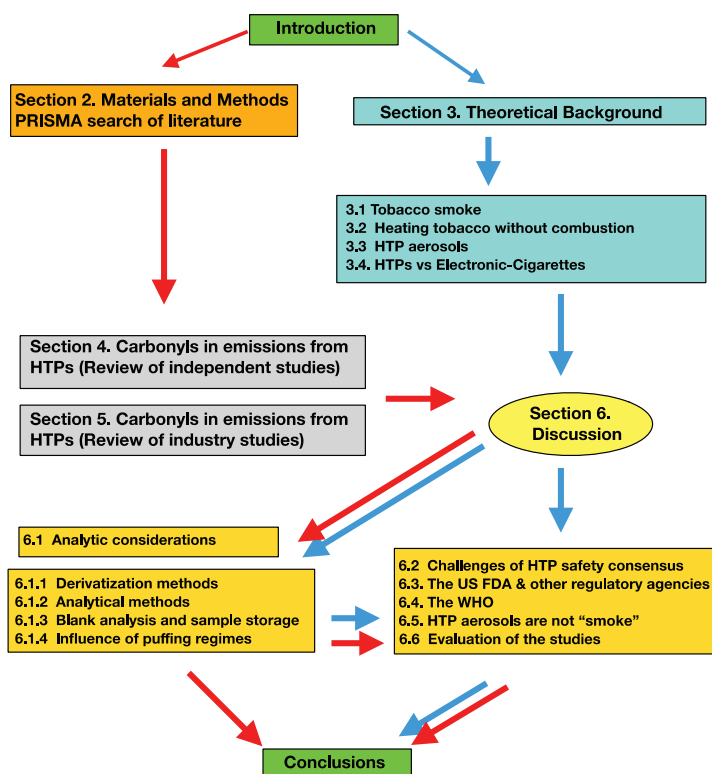 Introduction
Section 2. Materials and Methods
PRISMA search of literature
Section 3. Theoretical Background
3.1 Tobacco smoke
3.2 Heating tobacco without combustion
3.3 HTP aerosols
3.4. HTPs vs Electronic-Cigarettes
Section 4. Carbonyls in emissions from
HTPs (Review of independent studies)
Section 5. Carbonyls in emissions from
HTPs (Review of industry studies)
Section 6.
Discussion
6.1 Analytic considerations
6.1.1 Derivatization methods
6.1.2 Analytical methods
6.1.3 Blank analysis and sample storage
6.1.4 Influence of puffing regimes
6.2 Challenges of HTP safety consensus
6.3. The US FDA & other regulatory agencies
6.4. The WHO
6.5. HTP aerosols are not “smoke”
6.6 Evaluation of the studies
Conclusions